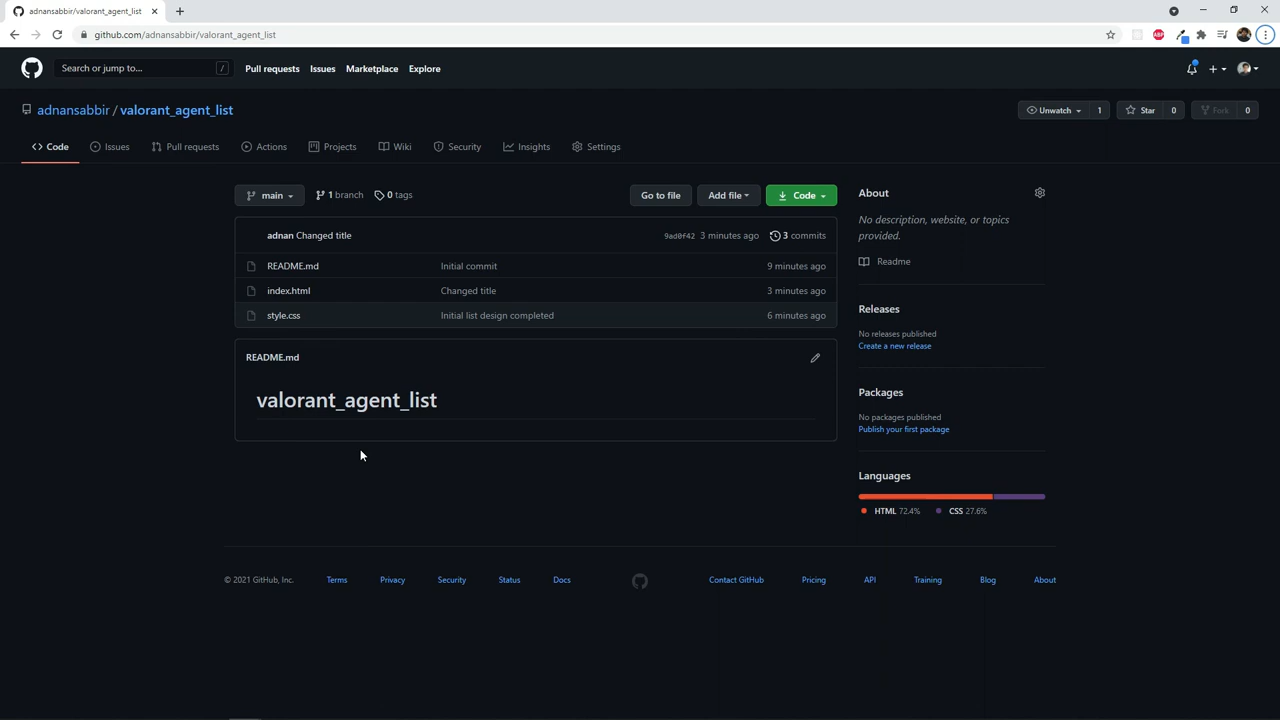 adnansabbir/valorant_agent_list
github.com/adnansabbir/valorant_agent_list
ABP
Search or jump to... /
Pull requests Issues Marketplace Explore
adnansabbir / valorant_agent_list
Unwatch 1 Star 0 Fork 0
Code Issues Pull requests Actions Projects Wiki Security Insights Settings
main 1 branch 0 tags Go to file Add file Code
adnan Changed title 9ad0f42 3 minutes ago 3 commits
README.md Initial commit 9 minutes ago
index.html Changed title 3 minutes ago
style.css Initial list design completed 6 minutes ago
README.md
valorant_agent_list
About
No description, website, or topics
provided.
Readme
Releases
No releases published
Create a new release
Packages
No packages published
Publish your first package
Languages
HTML 72.4% CSS 27.6%
© 2021 GitHub, Inc. Terms Privacy Security Status Docs Contact GitHub Pricing API Training Blog About